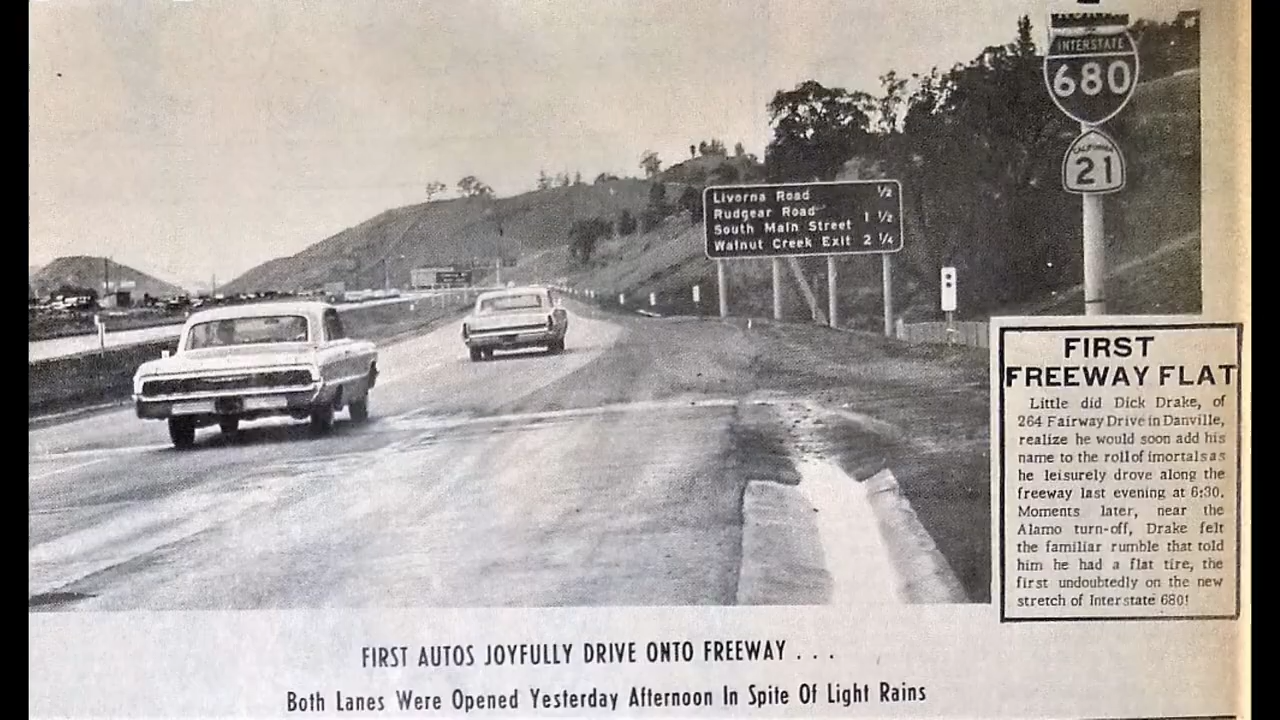 NORTH
INTERSTATE
680
CALIFORNIA
21
Livorna Road ½
Rudgear Road 1 ½
South Main Street
Walnut Creek Exit 2 ¼
FIRST
FREEWAY FLAT
Little did Dick Drake, of
264 Fairway Drive in Danville,
realize he would soon add his
name to the roll of imortals as
he leisurely drove along the
freeway last evening at 6:30.
Moments later, near the
Alamo turn-off, Drake felt
the familiar rumble that told
him he had a flat tire, the
first undoubtedly on the new
stretch of Interstate 680!
FIRST AUTOS JOYFULLY DRIVE ONTO FREEWAY . . .
Both Lanes Were Opened Yesterday Afternoon In Spite Of Light Rains